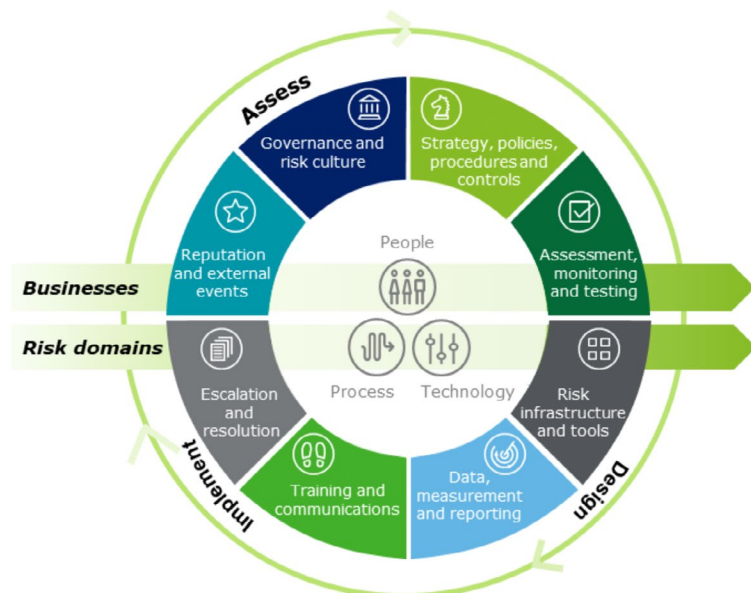 Assess
Governance and
risk culture
Strategy, policies,
procedures and
controls
Reputation
and external
events
People
Assessment,
monitoring
and testing
Businesses
Risk domains
Process
Technology
Escalation
and
resolution
Risk
infrastructure
and tools
Training and
communications
Data,
measurement
and reporting
Implement
Design